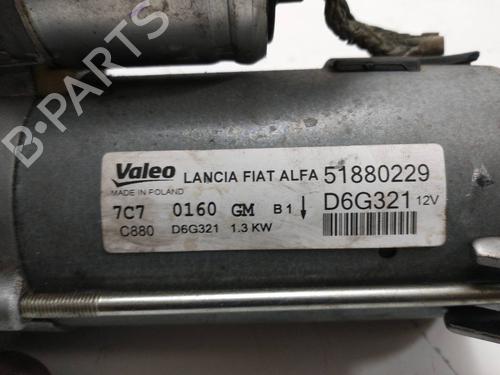 Valeo LANCIA FIAT ALFA 51880229
MADE IN POLAND
7C7 0160 GM B1 ↓ D6G321 12V
C880 D6G321 1.3 KW
B-PARTS